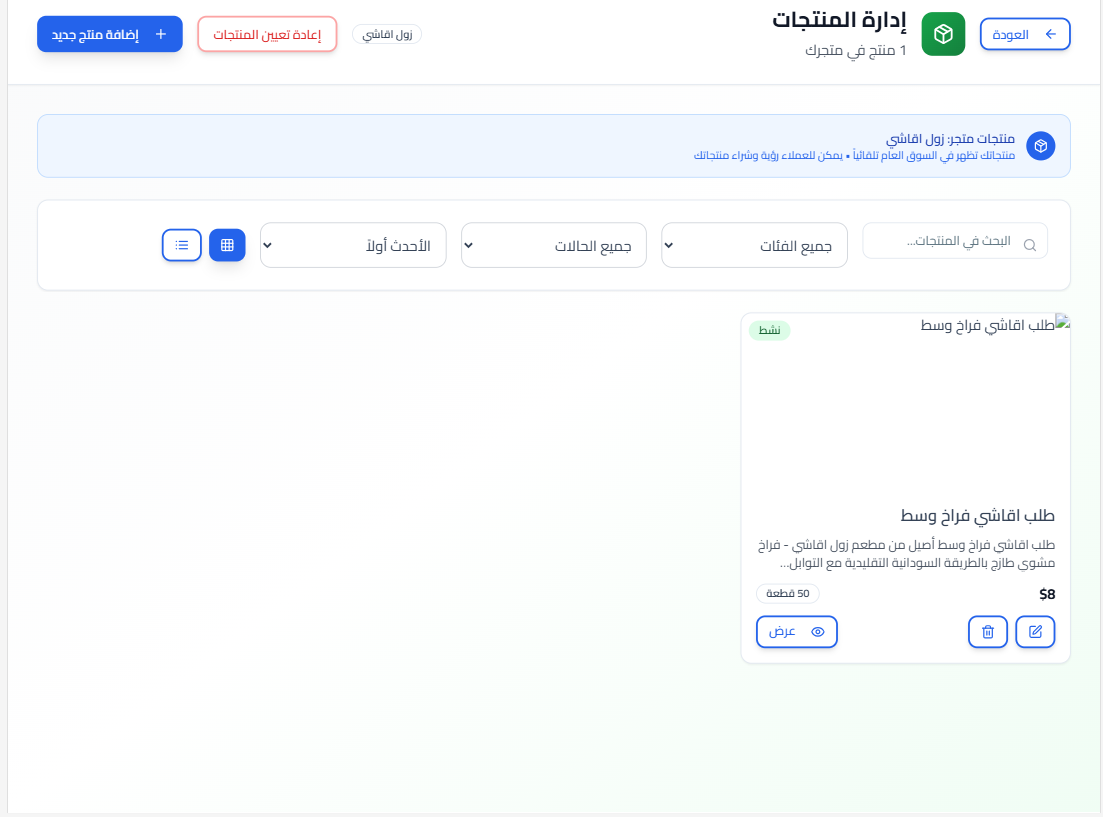 العودة
إدارة المنتجات
1 منتج في متجرك
زول اقاشي
إعادة تعيين المنتجات
إضافة منتج جديد
منتجات متجر: زول اقاشي
منتجاتك تظهر في السوق العام تلقائياً • يمكن للعملاء رؤية وشراء منتجاتك
البحث في المنتجات...
جميع الفئات
جميع الحالات
الأحدث أولاً
طلب اقاشي فراخ وسط
نشط
طلب اقاشي فراخ وسط
طلب اقاشي فراخ وسط أصيل من مطعم زول اقاشي - فراخ
مشوي طازج بالطريقة السودانية التقليدية مع التوابل...
$8
50 قطعة
عرض